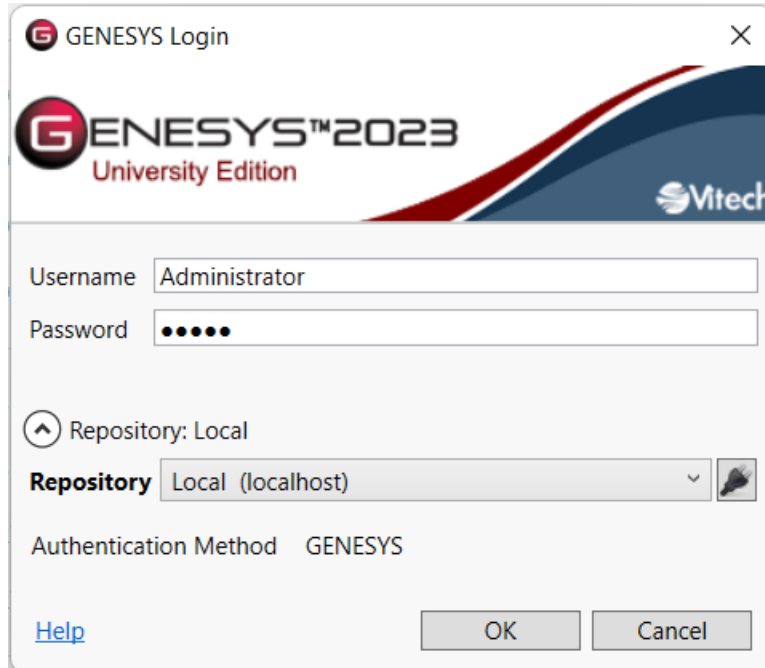 GENESYS Login
GENESYS™2023
University Edition
Vitech
Username Administrator
Password •••••
Repository: Local
Repository Local (localhost)
Authentication Method GENESYS
Help OK Cancel